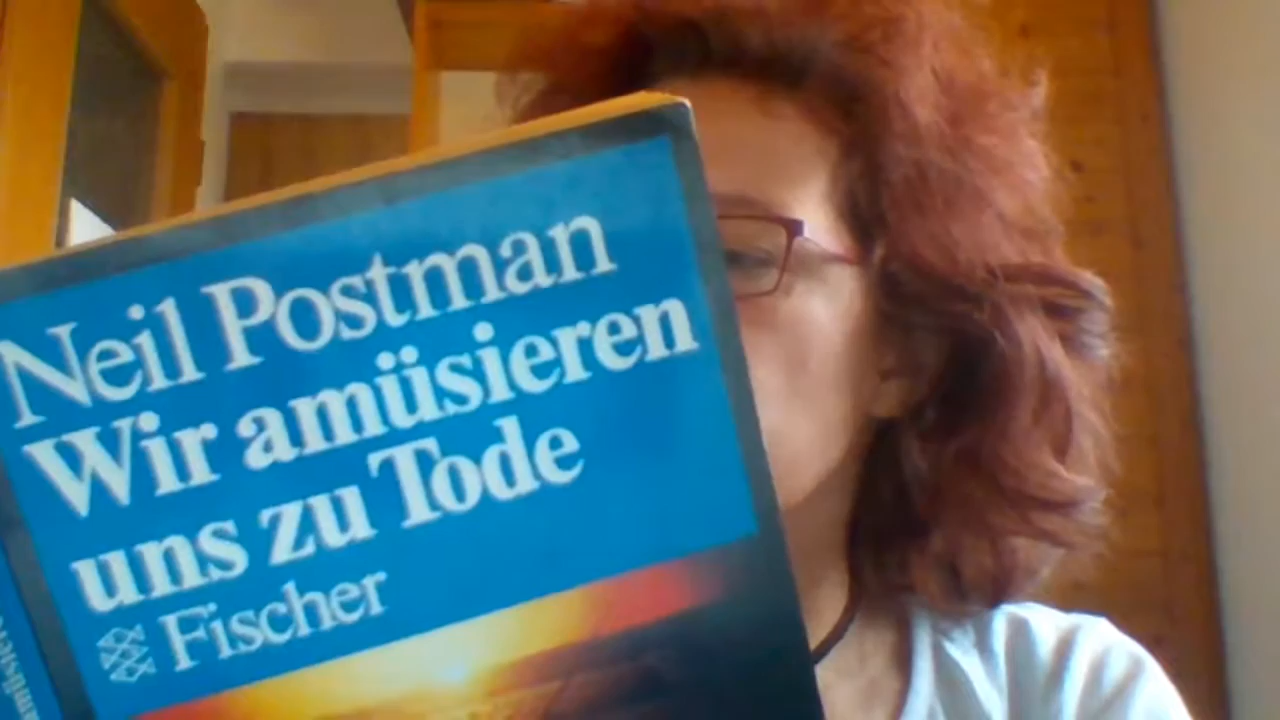 Neil Postman
Wir amüsieren
uns zu Tode
Fischer